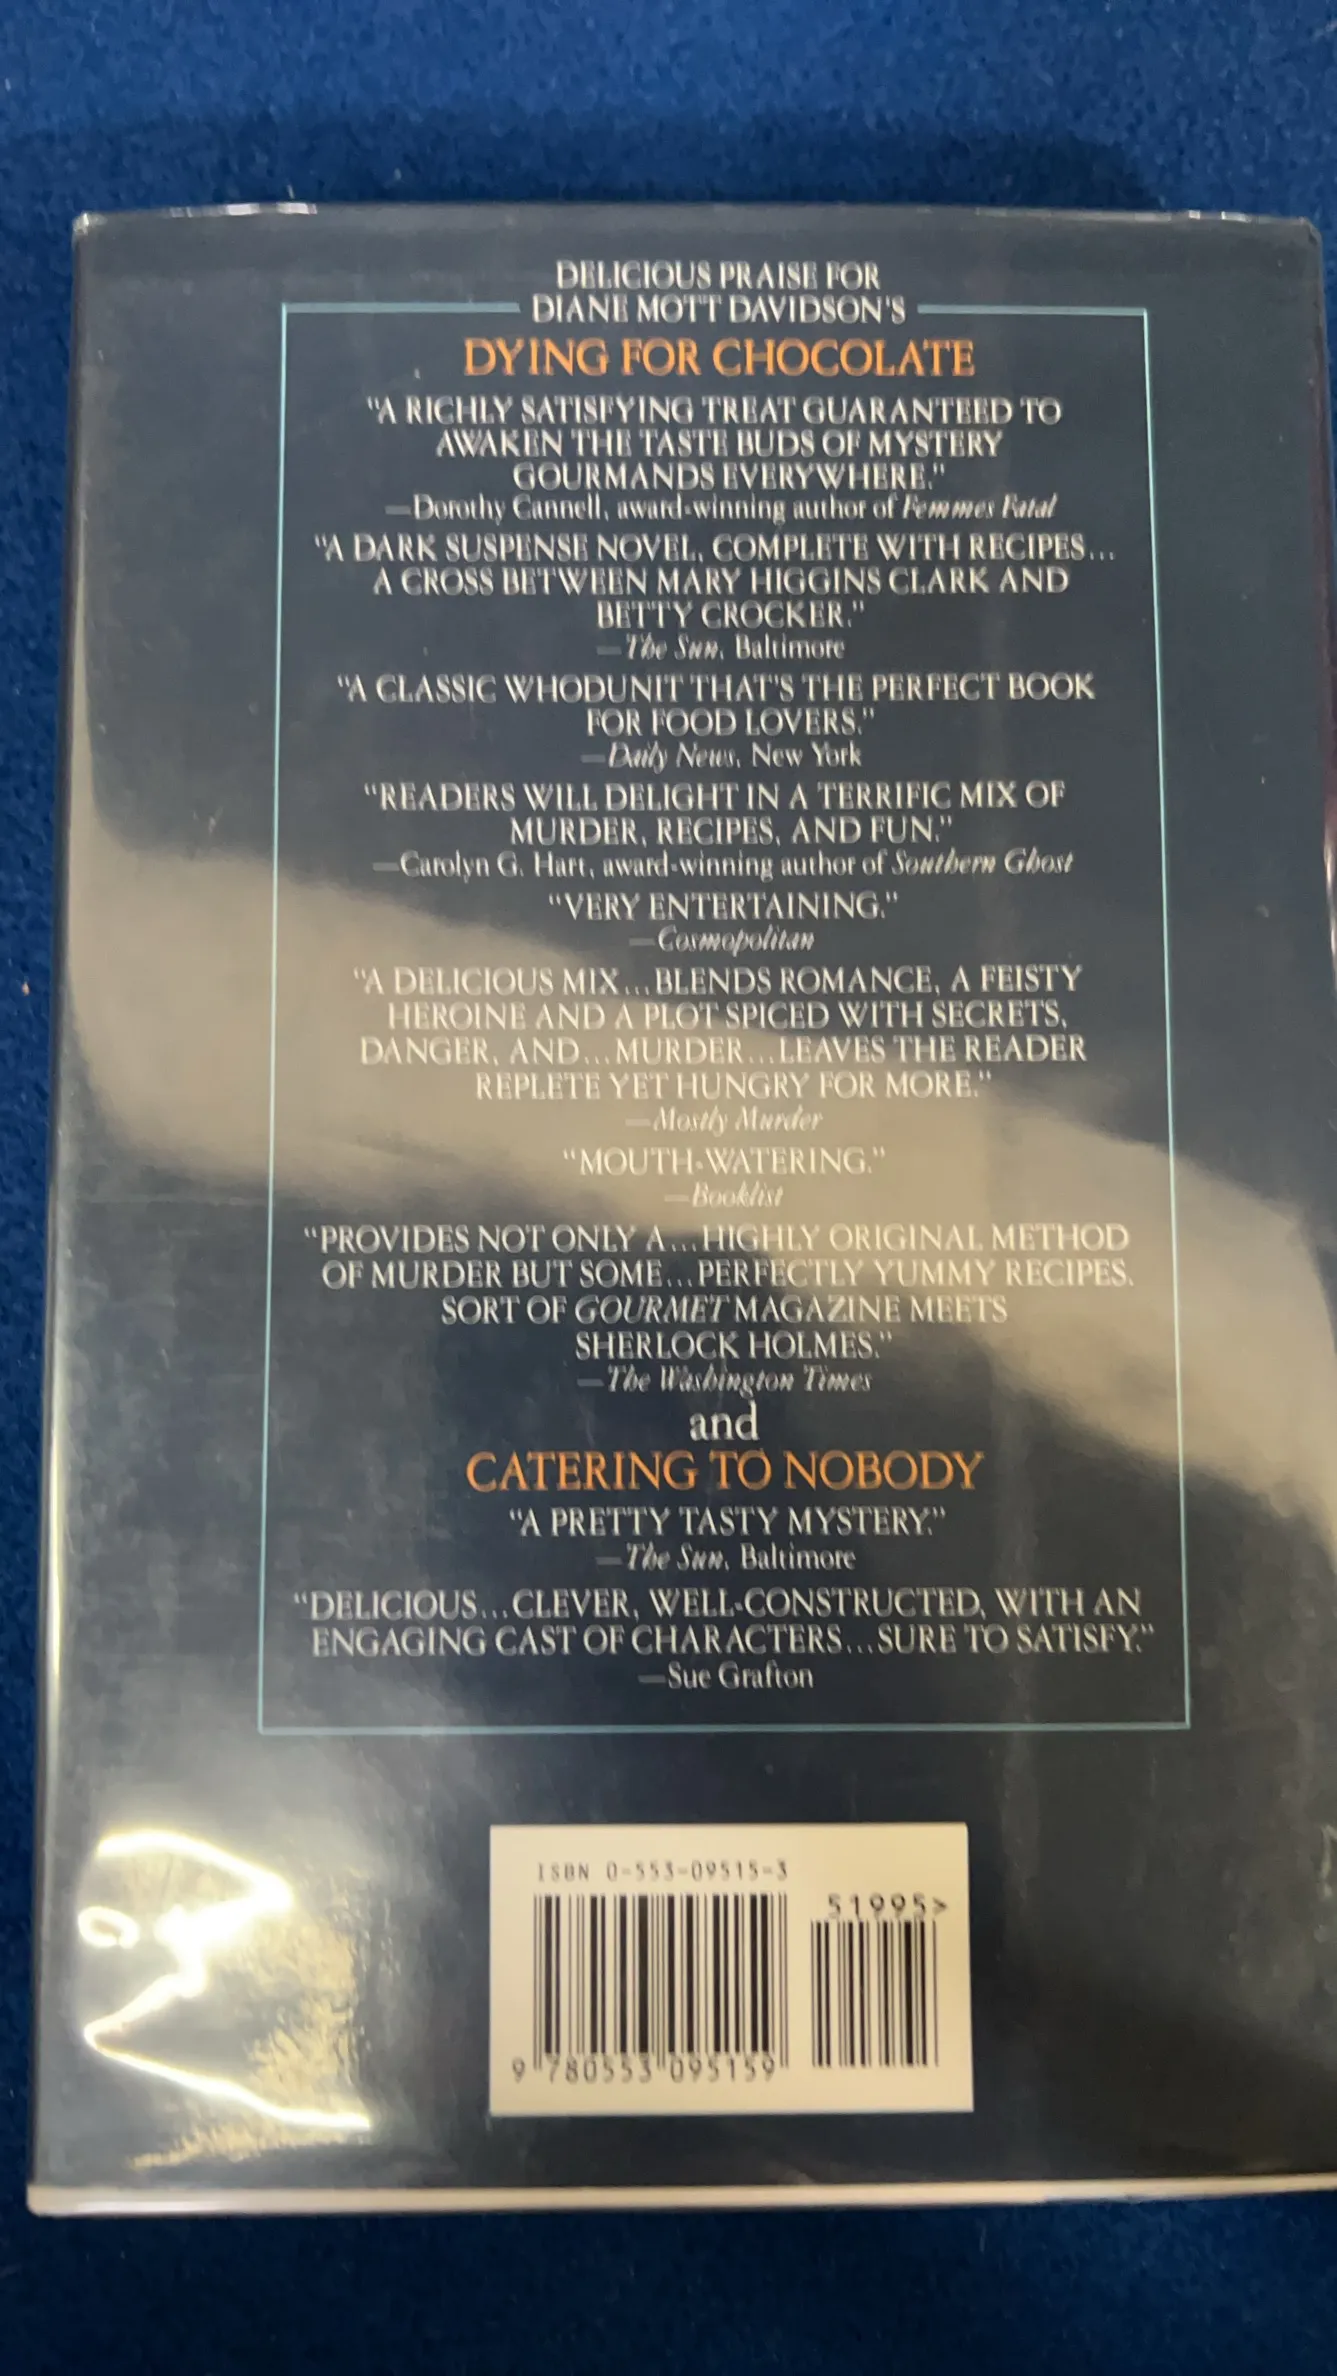 DELICIOUS PRAISE FOR
DIANE MOTT DAVIDSON'S
DYING FOR CHOCOLATE
"A RICHLY SATISFYING TREAT GUARANTEED TO
AWAKEN THE TASTE BUDS OF MYSTERY
GOURMANDS EVERYWHERE."
—Dorothy Cannell, award-winning author of Femmes Fatal
"A DARK SUSPENSE NOVEL, COMPLETE WITH RECIPES...
A CROSS BETWEEN MARY HIGGINS CLARK AND
BETTY CROCKER."
—The Sun, Baltimore
"A CLASSIC WHODUNIT THAT'S THE PERFECT BOOK
FOR FOOD LOVERS."
—Daily News, New York
"READERS WILL DELIGHT IN A TERRIFIC MIX OF
MURDER, RECIPES, AND FUN."
—Carolyn G. Hart, award-winning author of Southern Ghost
"VERY ENTERTAINING."
—Cosmopolitan
"A DELICIOUS MIX...BLENDS ROMANCE, A FEISTY
HEROINE AND A PLOT SPICED WITH SECRETS,
DANGER, AND...MURDER...LEAVES THE READER
REPLETE YET HUNGRY FOR MORE."
—Mostly Murder
"MOUTH-WATERING."
—Booklist
"PROVIDES NOT ONLY A...HIGHLY ORIGINAL METHOD
OF MURDER BUT SOME...PERFECTLY YUMMY RECIPES.
SORT OF GOURMET MAGAZINE MEETS
SHERLOCK HOLMES."
—The Washington Times
and
CATERING TO NOBODY
"A PRETTY TASTY MYSTERY."
—The Sun, Baltimore
"DELICIOUS...CLEVER, WELL-CONSTRUCTED, WITH AN
ENGAGING CAST OF CHARACTERS...SURE TO SATISFY."
—Sue Grafton
ISBN 0-553-09515-3
51995>
9 780553 095159